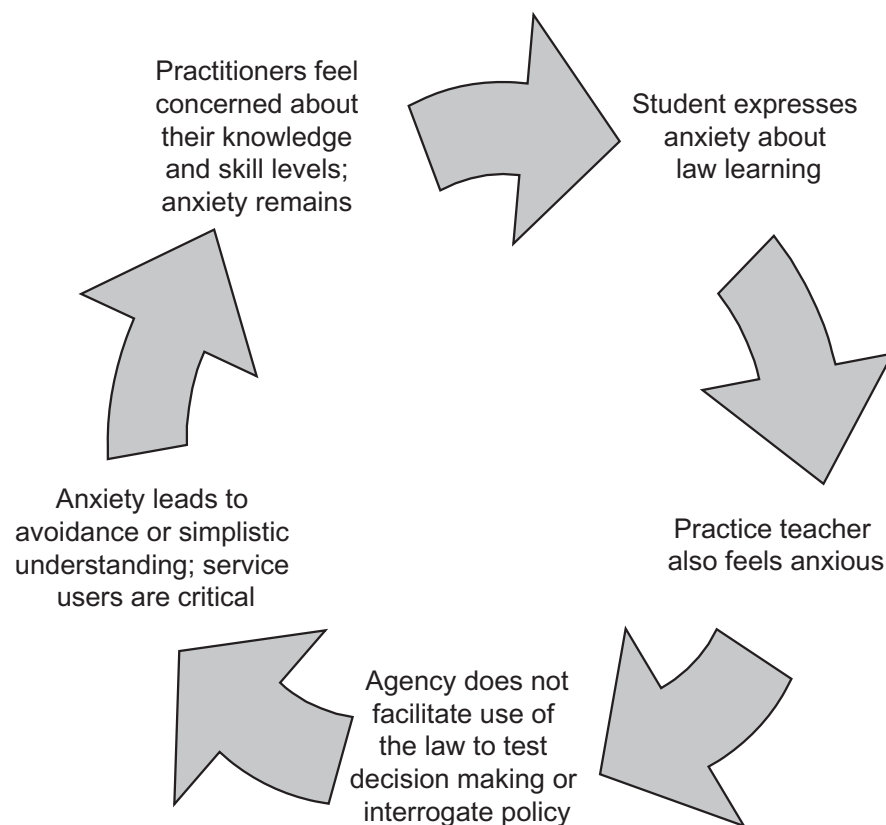 Practitioners feel
concerned about
their knowledge
and skill levels;
anxiety remains
Student expresses
anxiety about
law learning
Practice teacher
also feels anxious
Agency does not
facilitate use of
the law to test
decision making or
interrogate policy
Anxiety leads to
avoidance or simplistic
understanding; service
users are critical